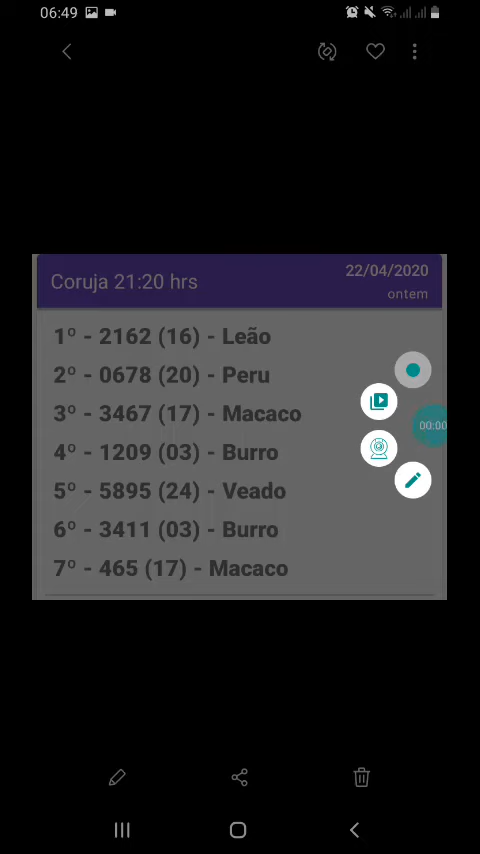 06:49
Coruja 21:20 hrs
22/04/2020
ontem
1º - 2162 (16) - Leão
2º - 0678 (20) - Peru
3º - 3467 (17) - Macaco
4º - 1209 (03) - Burro
5º - 5895 (24) - Veado
6º - 3411 (03) - Burro
7º - 465 (17) - Macaco
00:00